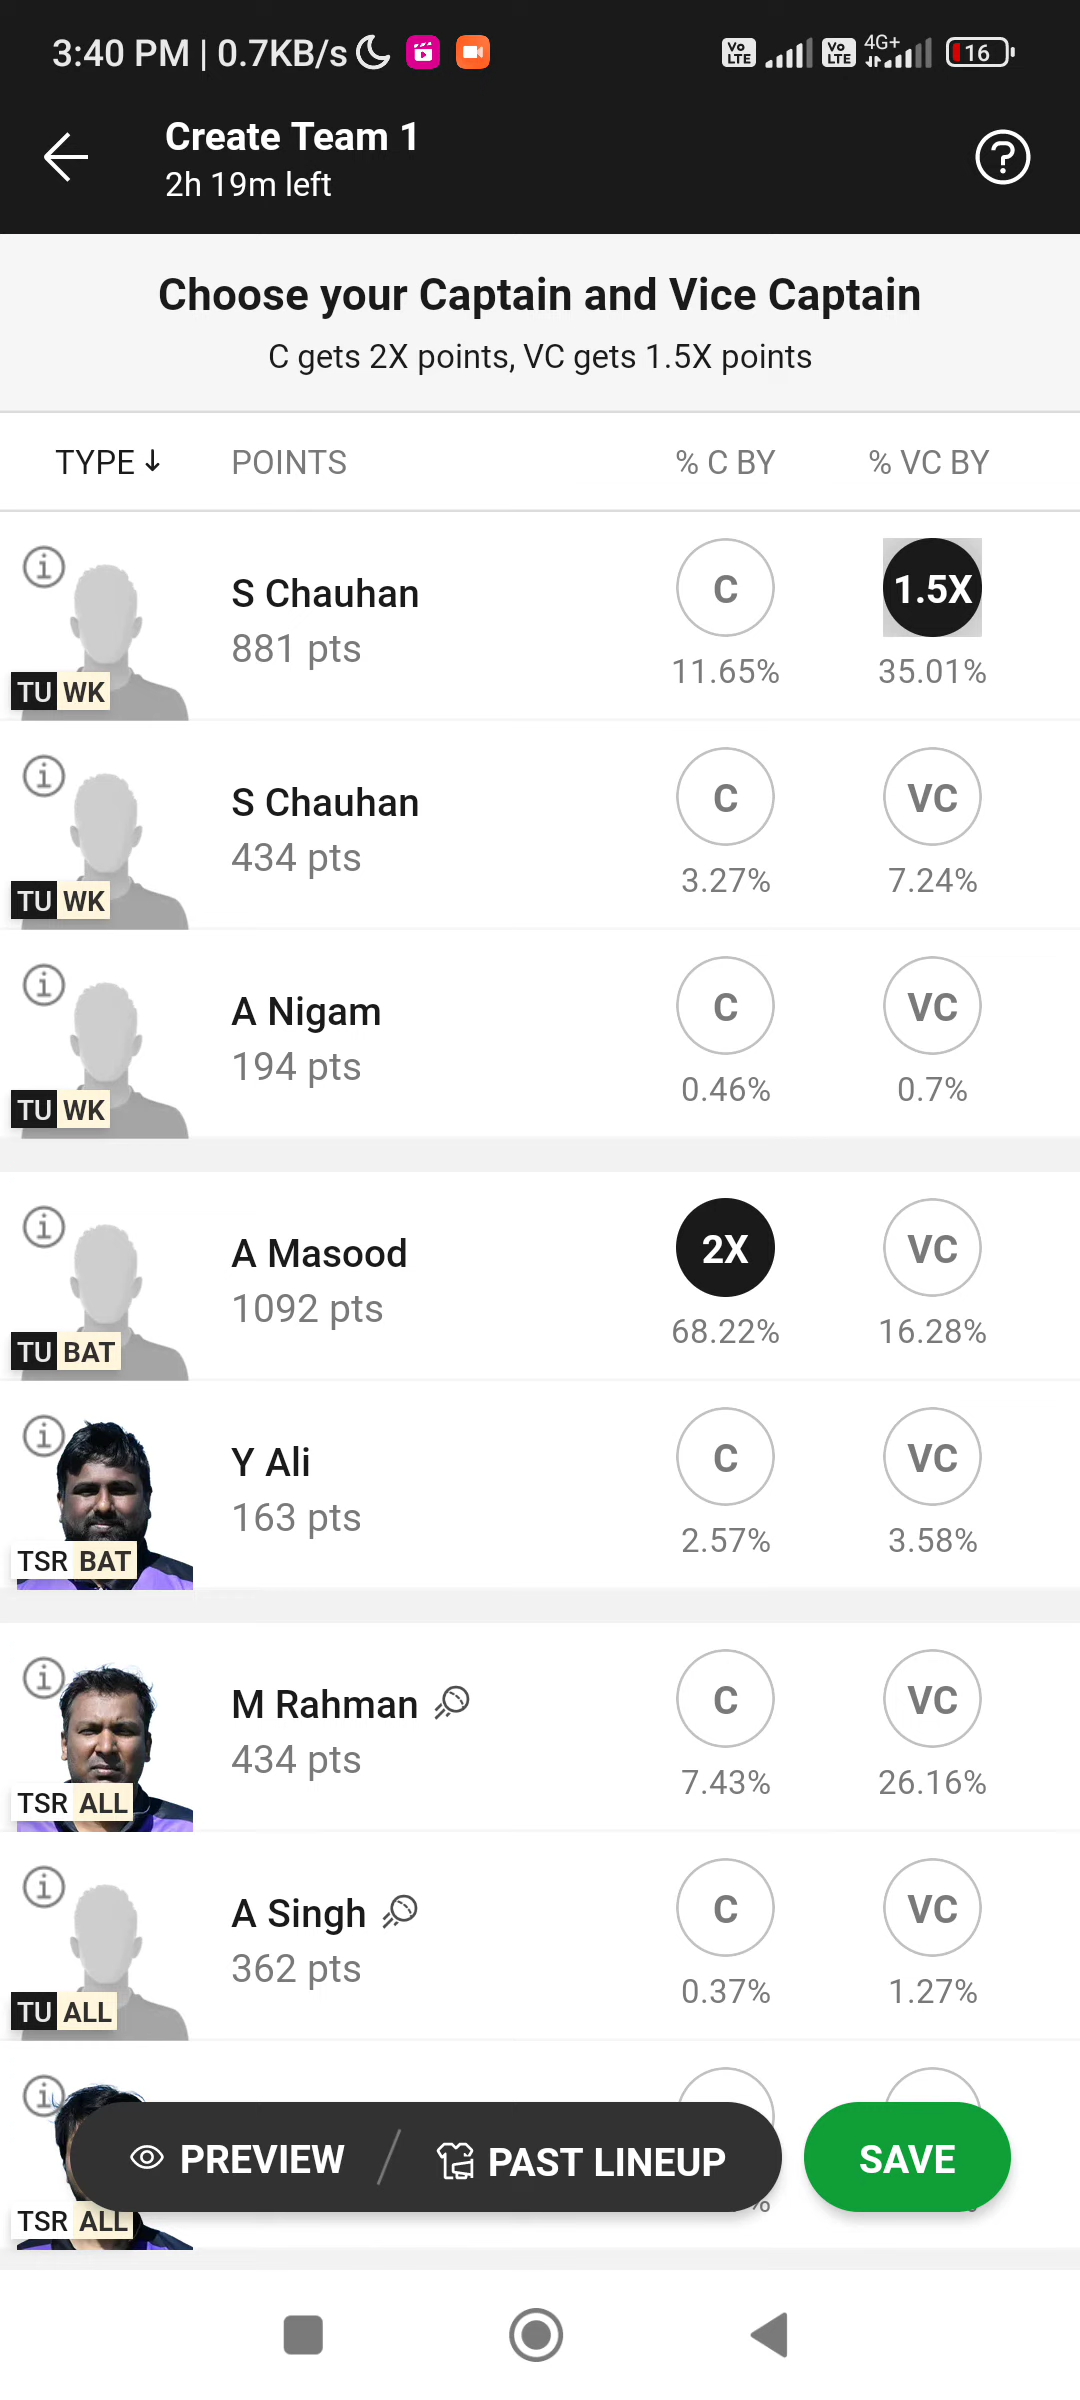 3:40 PM | 0.7KB/s
Vo LTE Vo LTE 4G+ 16
Create Team 1
2h 19m left
Choose your Captain and Vice Captain
C gets 2X points, VC gets 1.5X points
TYPE ↓ POINTS % C BY % VC BY
S Chauhan C 1.5X
881 pts 11.65% 35.01%
TU WK
S Chauhan C VC
434 pts 3.27% 7.24%
TU WK
A Nigam C VC
194 pts 0.46% 0.7%
TU WK
A Masood 2X VC
1092 pts 68.22% 16.28%
TU BAT
Y Ali C VC
163 pts 2.57% 3.58%
TSR BAT
M Rahman C VC
434 pts 7.43% 26.16%
TSR ALL
A Singh C VC
362 pts 0.37% 1.27%
TU ALL
PREVIEW / PAST LINEUP SAVE
TSR ALL